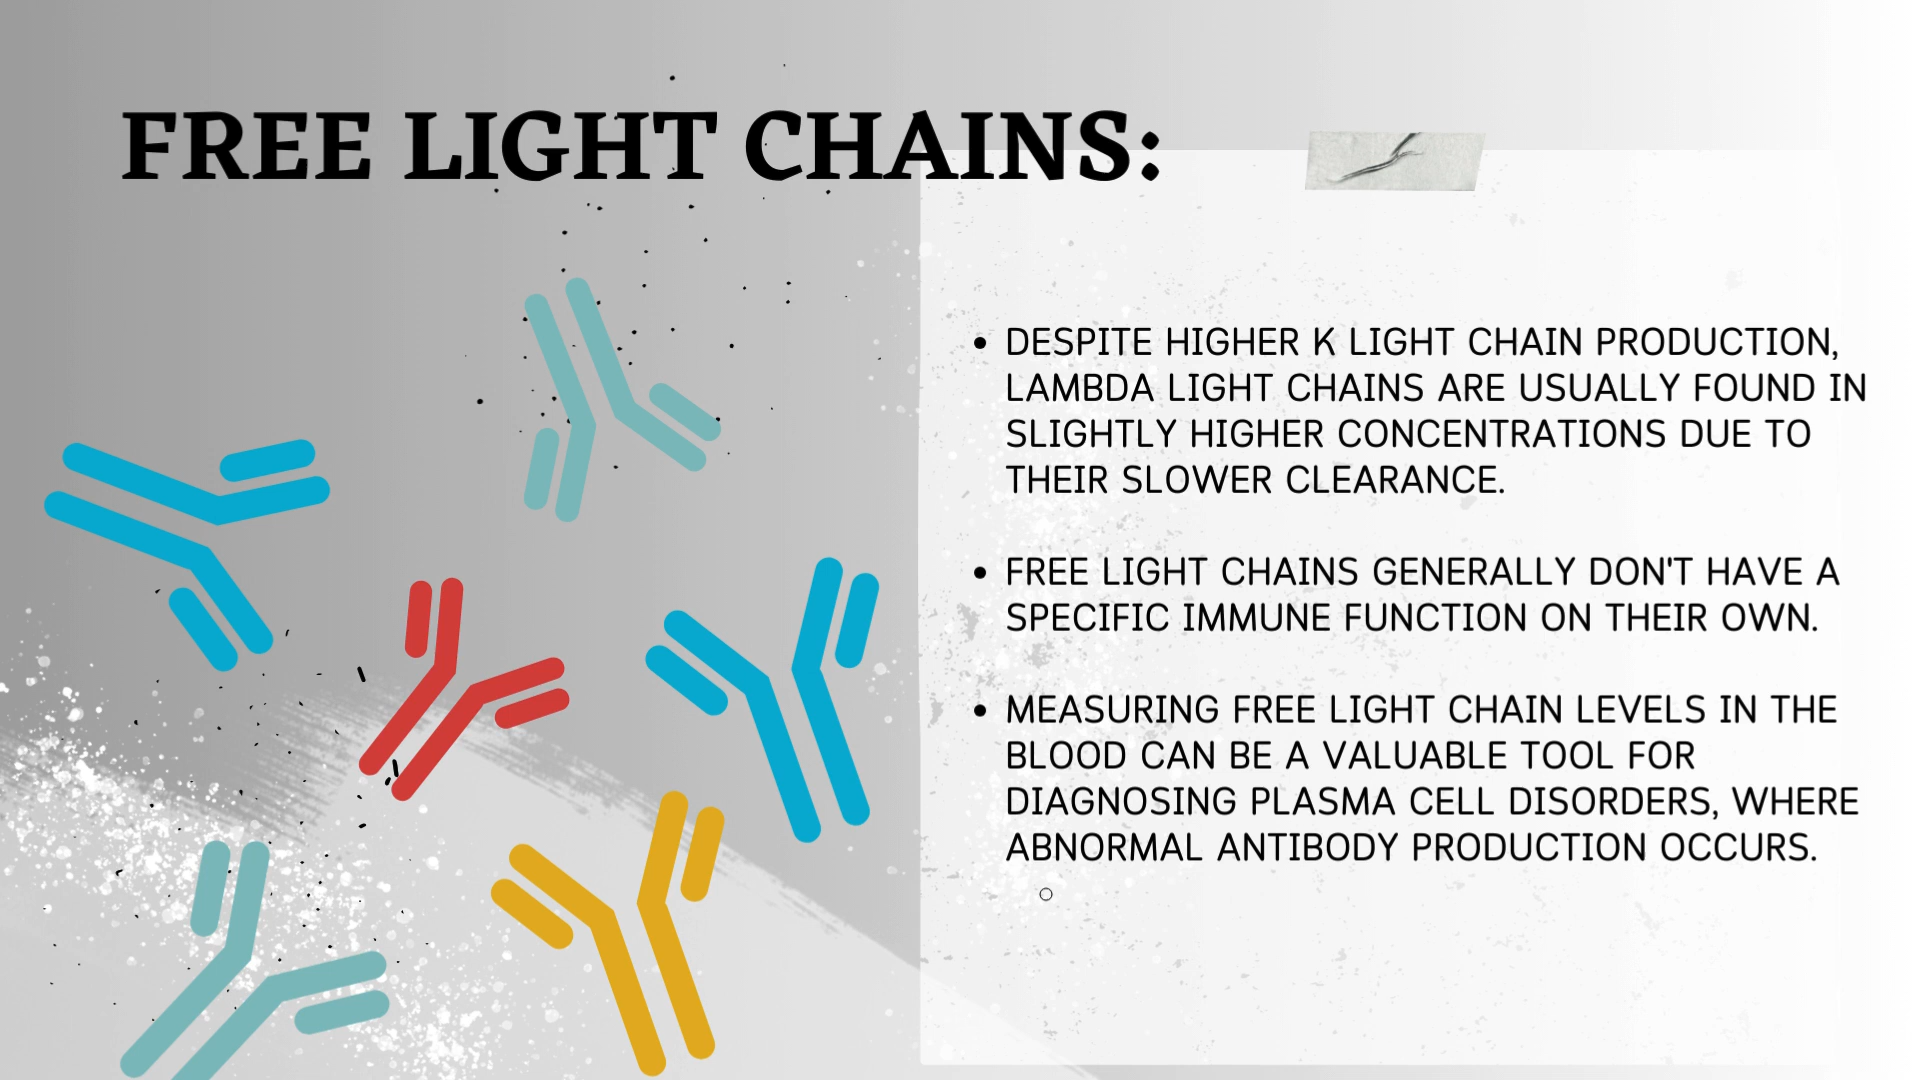 FREE LIGHT CHAINS:
• DESPITE HIGHER K LIGHT CHAIN PRODUCTION,
LAMBDA LIGHT CHAINS ARE USUALLY FOUND IN
SLIGHTLY HIGHER CONCENTRATIONS DUE TO
THEIR SLOWER CLEARANCE.
• FREE LIGHT CHAINS GENERALLY DON'T HAVE A
SPECIFIC IMMUNE FUNCTION ON THEIR OWN.
• MEASURING FREE LIGHT CHAIN LEVELS IN THE
BLOOD CAN BE A VALUABLE TOOL FOR
DIAGNOSING PLASMA CELL DISORDERS, WHERE
ABNORMAL ANTIBODY PRODUCTION OCCURS.